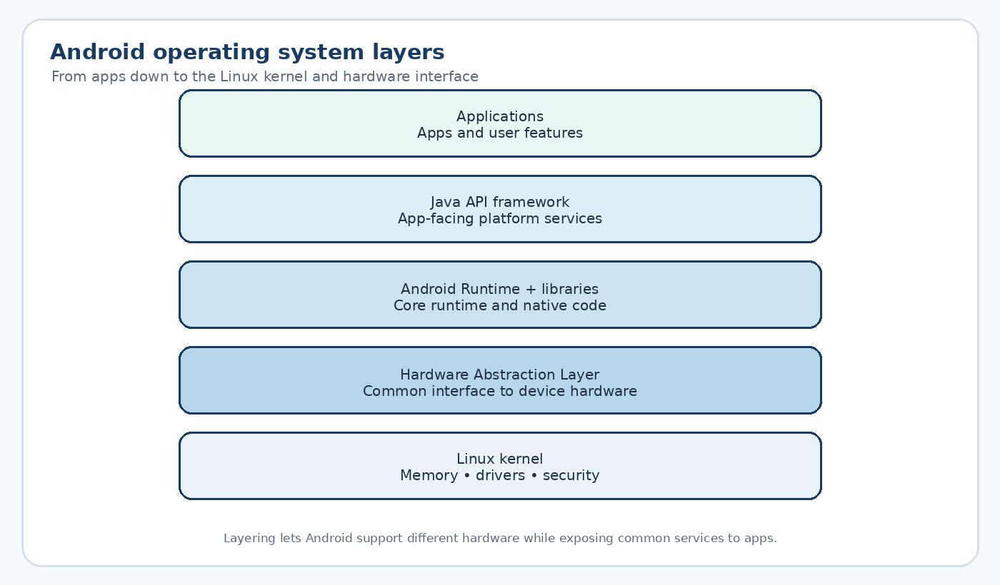 Android operating system layers
From apps down to the Linux kernel and hardware interface
Applications
Apps and user features
Java API framework
App-facing platform services
Android Runtime + libraries
Core runtime and native code
Hardware Abstraction Layer
Common interface to device hardware
Linux kernel
Memory • drivers • security
Layering lets Android support different hardware while exposing common services to apps.